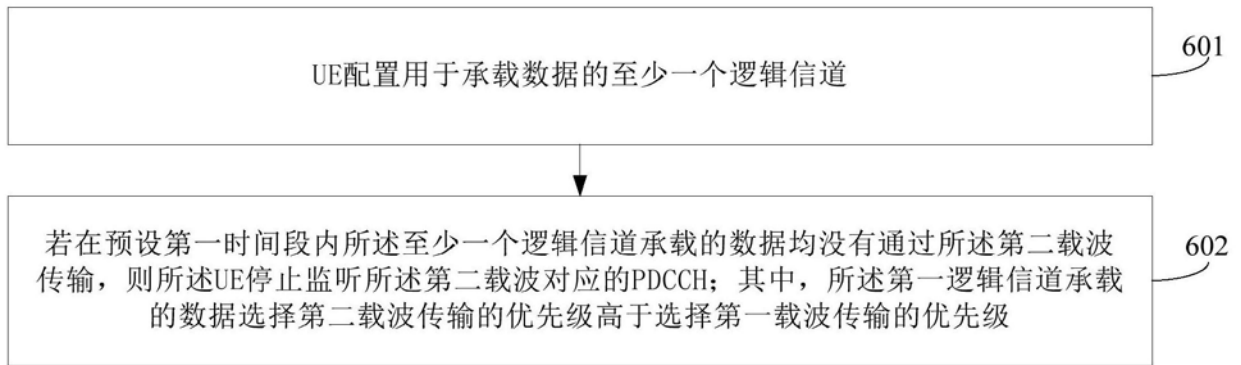 UE配置用于承载数据的至少一个逻辑信道
601
若在预设第一时间段内所述至少一个逻辑信道承载的数据均没有通过所述第二载波
传输，则所述UE停止监听所述第二载波对应的PDCCH；其中，所述第一逻辑信道承载
的数据选择第二载波传输的优先级高于选择第一载波传输的优先级
602